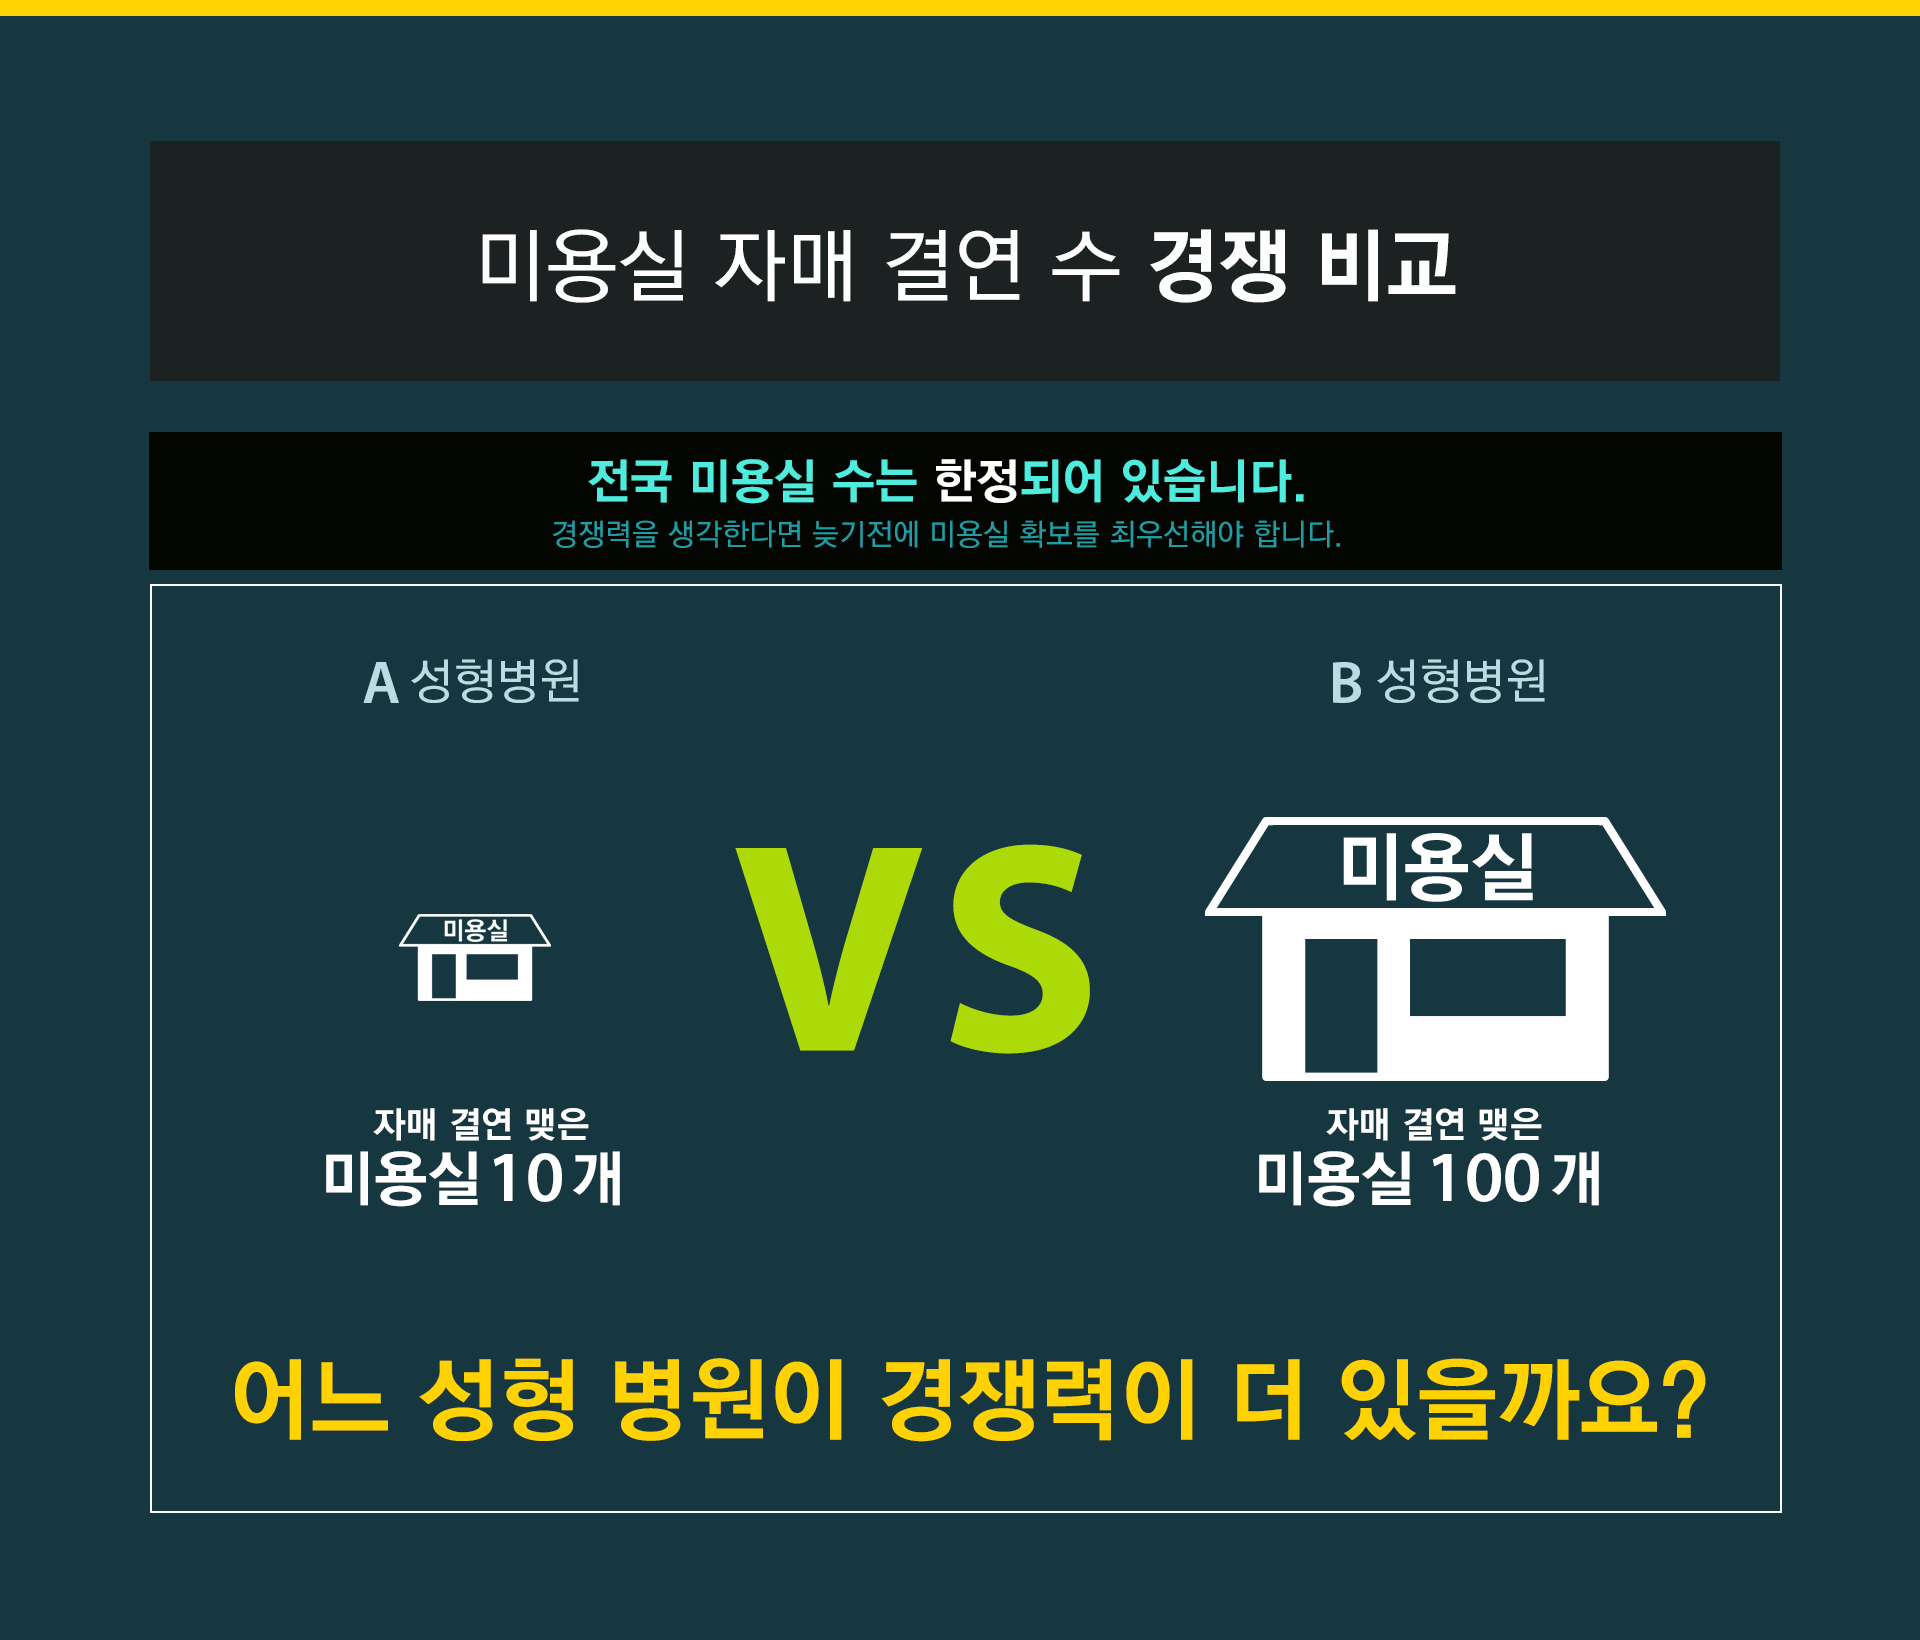 미용실 자매 결연 수 경쟁 비교
전국 미용실 수는 한정되어 있습니다.
경쟁력을 생각한다면 늦기전에 미용실 확보를 최우선해야 합니다.
A 성형병원
B 성형병원
미용실
VS
미용실
자매 결연 맺은
미용실 10 개
자매 결연 맺은
미용실 100 개
어느 성형 병원이 경쟁력이 더 있을까요?